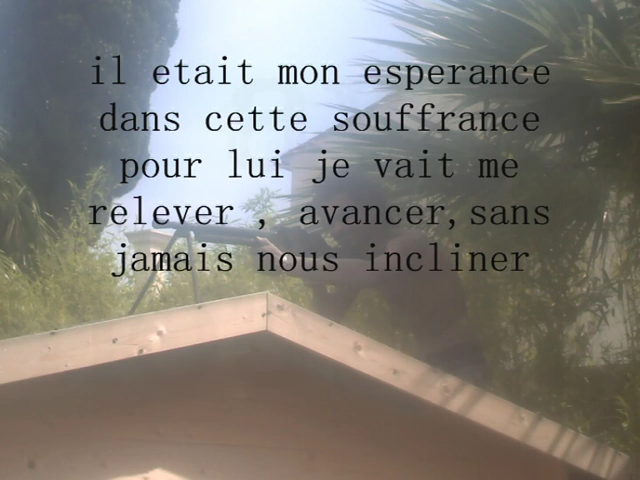 il etait mon esperance
dans cette souffrance
pour lui je vait me
relever , avancer,sans
jamais nous incliner